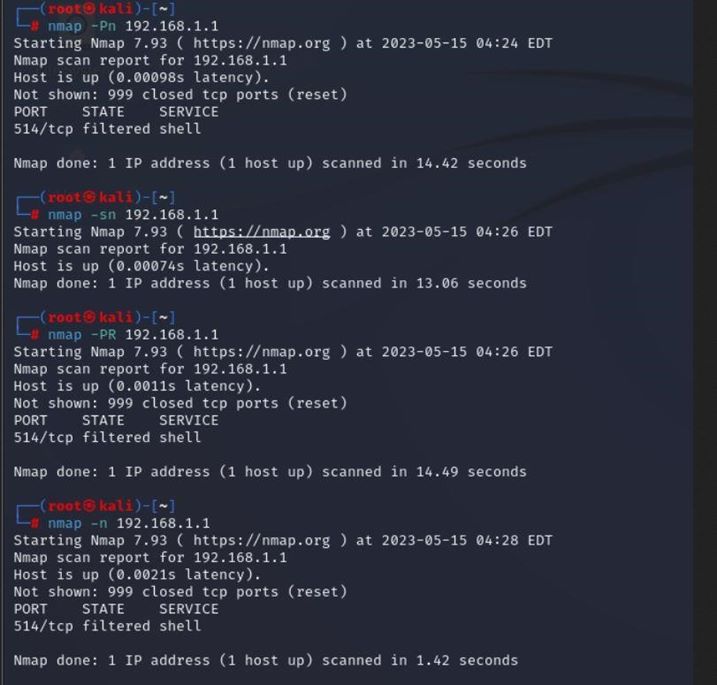 ┌──(root㉿kali)-[~]
└─# nmap -Pn 192.168.1.1
Starting Nmap 7.93 ( https://nmap.org ) at 2023-05-15 04:24 EDT
Nmap scan report for 192.168.1.1
Host is up (0.00098s latency).
Not shown: 999 closed tcp ports (reset)
PORT    STATE    SERVICE
514/tcp filtered shell
Nmap done: 1 IP address (1 host up) scanned in 14.42 seconds
┌──(root㉿kali)-[~]
└─# nmap -sn 192.168.1.1
Starting Nmap 7.93 ( https://nmap.org ) at 2023-05-15 04:26 EDT
Nmap scan report for 192.168.1.1
Host is up (0.00074s latency).
Nmap done: 1 IP address (1 host up) scanned in 13.06 seconds
┌──(root㉿kali)-[~]
└─# nmap -PR 192.168.1.1
Starting Nmap 7.93 ( https://nmap.org ) at 2023-05-15 04:26 EDT
Nmap scan report for 192.168.1.1
Host is up (0.0011s latency).
Not shown: 999 closed tcp ports (reset)
PORT    STATE    SERVICE
514/tcp filtered shell
Nmap done: 1 IP address (1 host up) scanned in 14.49 seconds
┌──(root㉿kali)-[~]
└─# nmap -n 192.168.1.1
Starting Nmap 7.93 ( https://nmap.org ) at 2023-05-15 04:28 EDT
Nmap scan report for 192.168.1.1
Host is up (0.0021s latency).
Not shown: 999 closed tcp ports (reset)
PORT    STATE    SERVICE
514/tcp filtered shell
Nmap done: 1 IP address (1 host up) scanned in 1.42 seconds